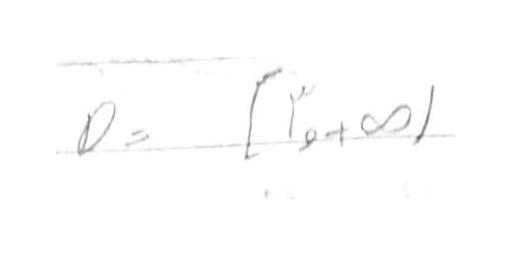 D = [۳, +∞)